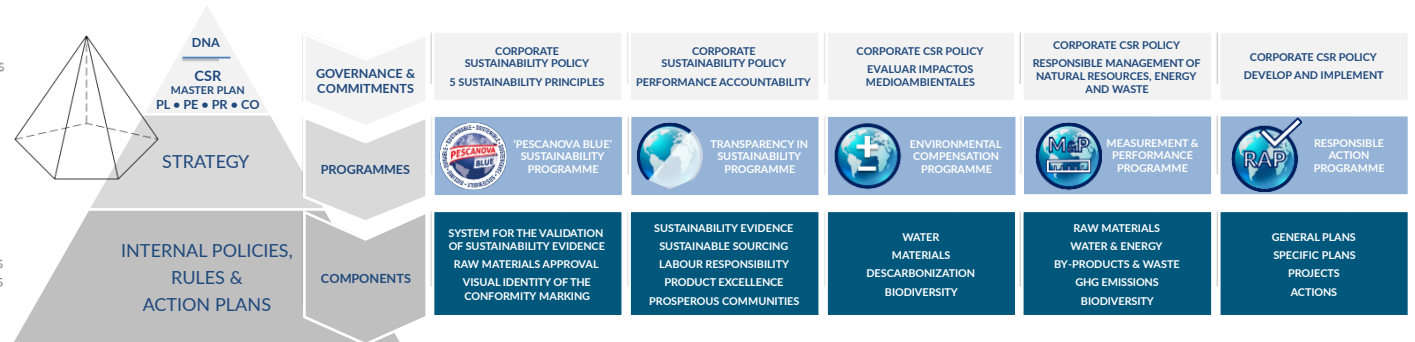 DNA
CSR
MASTER PLAN
PL • PE • PR • CO
STRATEGY
INTERNAL POLICIES,
RULES &
ACTION PLANS
GOVERNANCE &
COMMITMENTS
CORPORATE
SUSTAINABILITY POLICY
5 SUSTAINABILITY PRINCIPLES
CORPORATE
SUSTAINABILITY POLICY
PERFORMANCE ACCOUNTABILITY
CORPORATE CSR POLICY
EVALUAR IMPACTOS
MEDIOAMBIENTALES
CORPORATE CSR POLICY
RESPONSIBLE MANAGEMENT OF
NATURAL RESOURCES, ENERGY
AND WASTE
CORPORATE CSR POLICY
DEVELOP AND IMPLEMENT
PROGRAMMES
PESCANOVA
BLUE
'PESCANOVA BLUE'
SUSTAINABILITY
PROGRAMME
TRANSPARENCY IN
SUSTAINABILITY
PROGRAMME
±
ENVIRONMENTAL
COMPENSATION
PROGRAMME
M&P
MEASUREMENT &
PERFORMANCE
PROGRAMME
RAP
RESPONSIBLE
ACTION
PROGRAMME
COMPONENTS
SYSTEM FOR THE VALIDATION
OF SUSTAINABILITY EVIDENCE
RAW MATERIALS APPROVAL
VISUAL IDENTITY OF THE
CONFORMITY MARKING
SUSTAINABILITY EVIDENCE
SUSTAINABLE SOURCING
LABOUR RESPONSIBILITY
PRODUCT EXCELLENCE
PROSPEROUS COMMUNITIES
WATER
MATERIALS
DESCARBONIZATION
BIODIVERSITY
RAW MATERIALS
WATER & ENERGY
BY-PRODUCTS & WASTE
GHG EMISSIONS
BIODIVERSITY
GENERAL PLANS
SPECIFIC PLANS
PROJECTS
ACTIONS